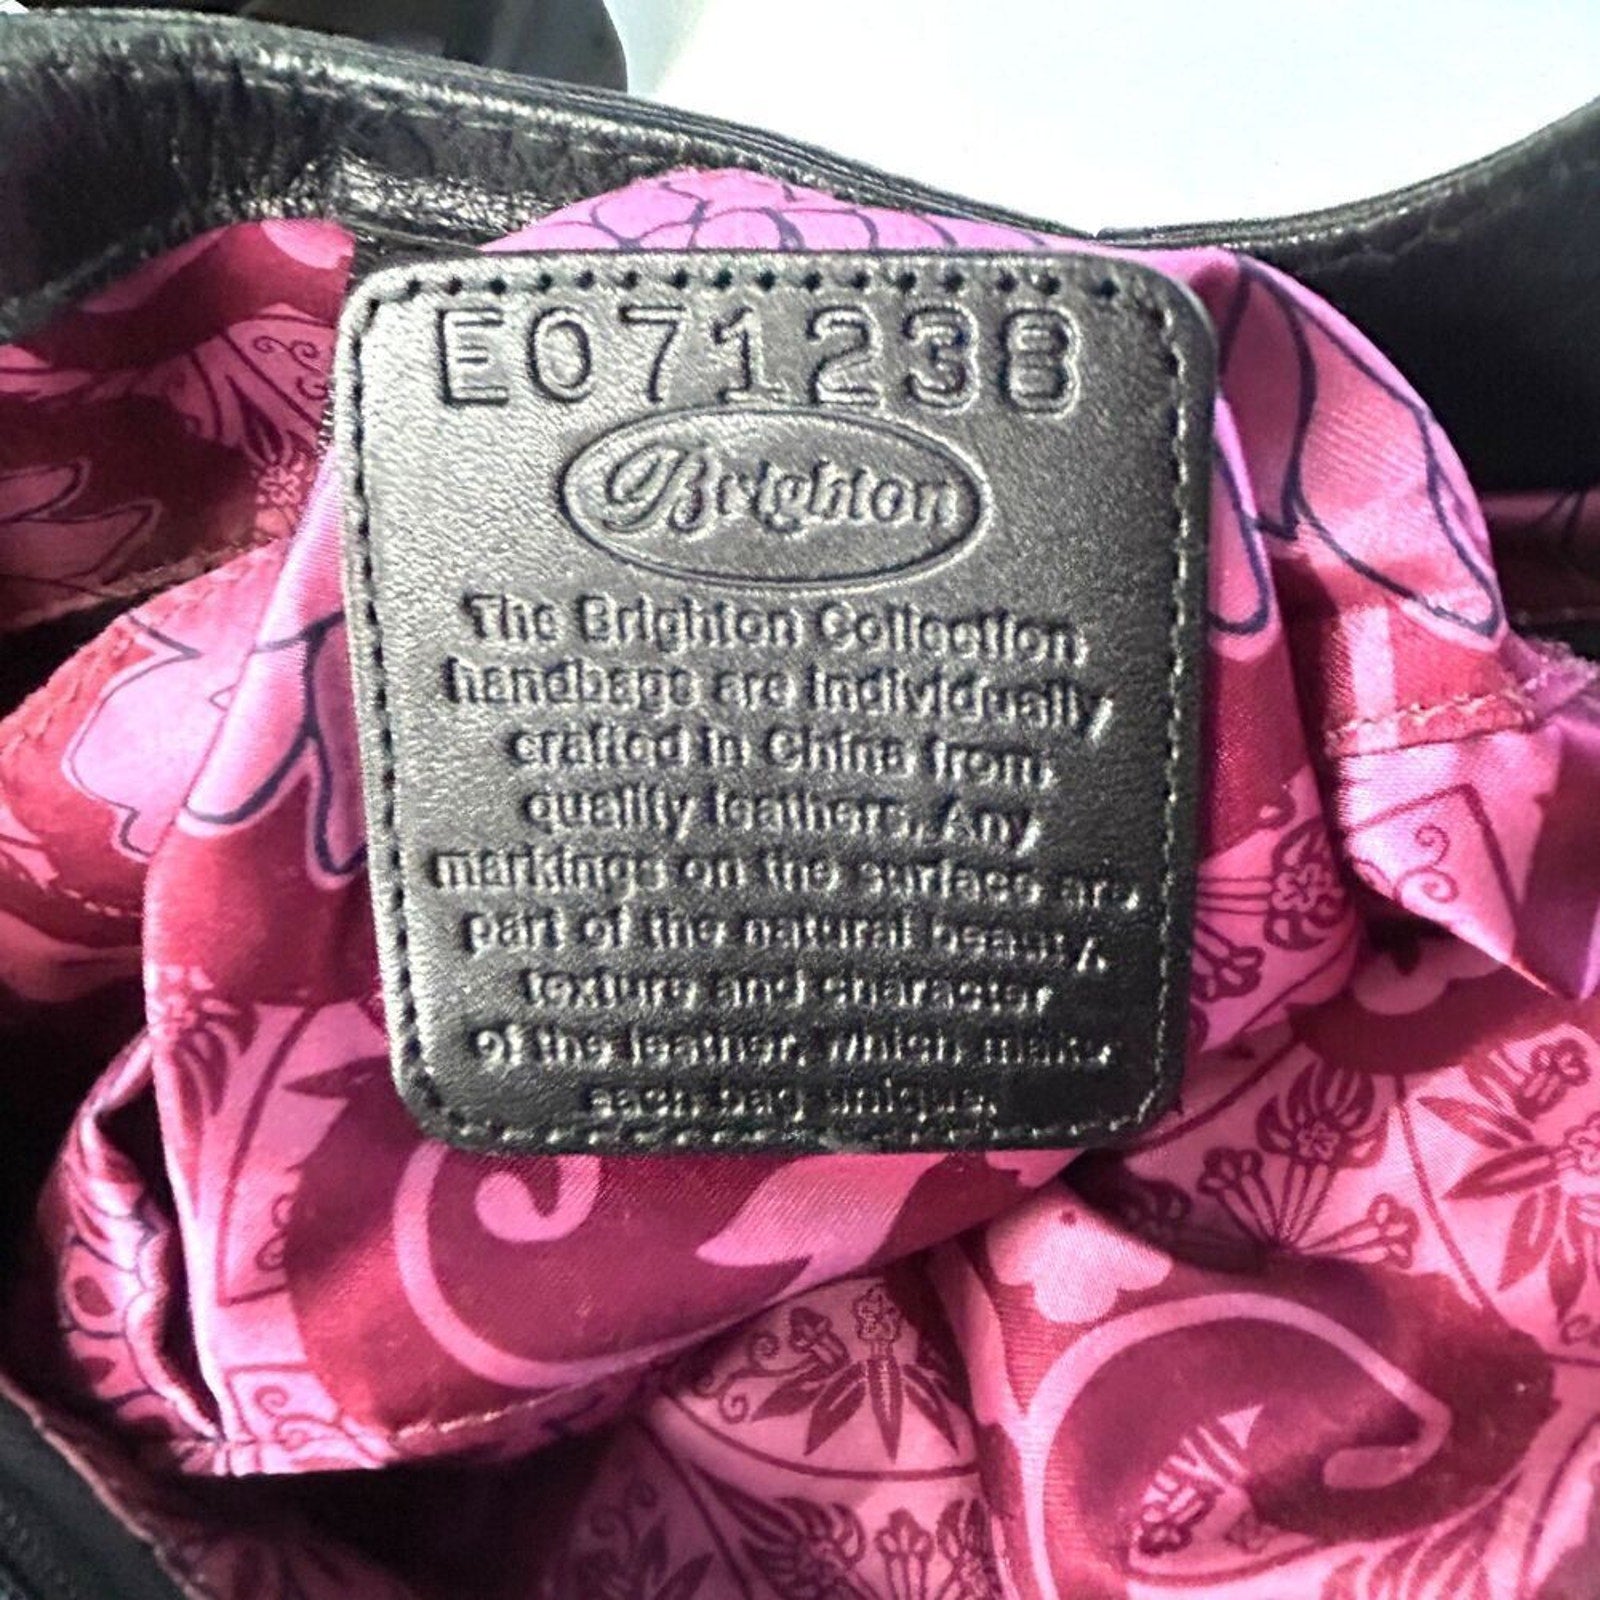 E071238
Brighton
The Brighton Collection
handbags are individually
crafted in China from
quality leathers. Any
markings on the surface are
part of the natural beauty,
texture and character
of the leather, which make
each bag unique.